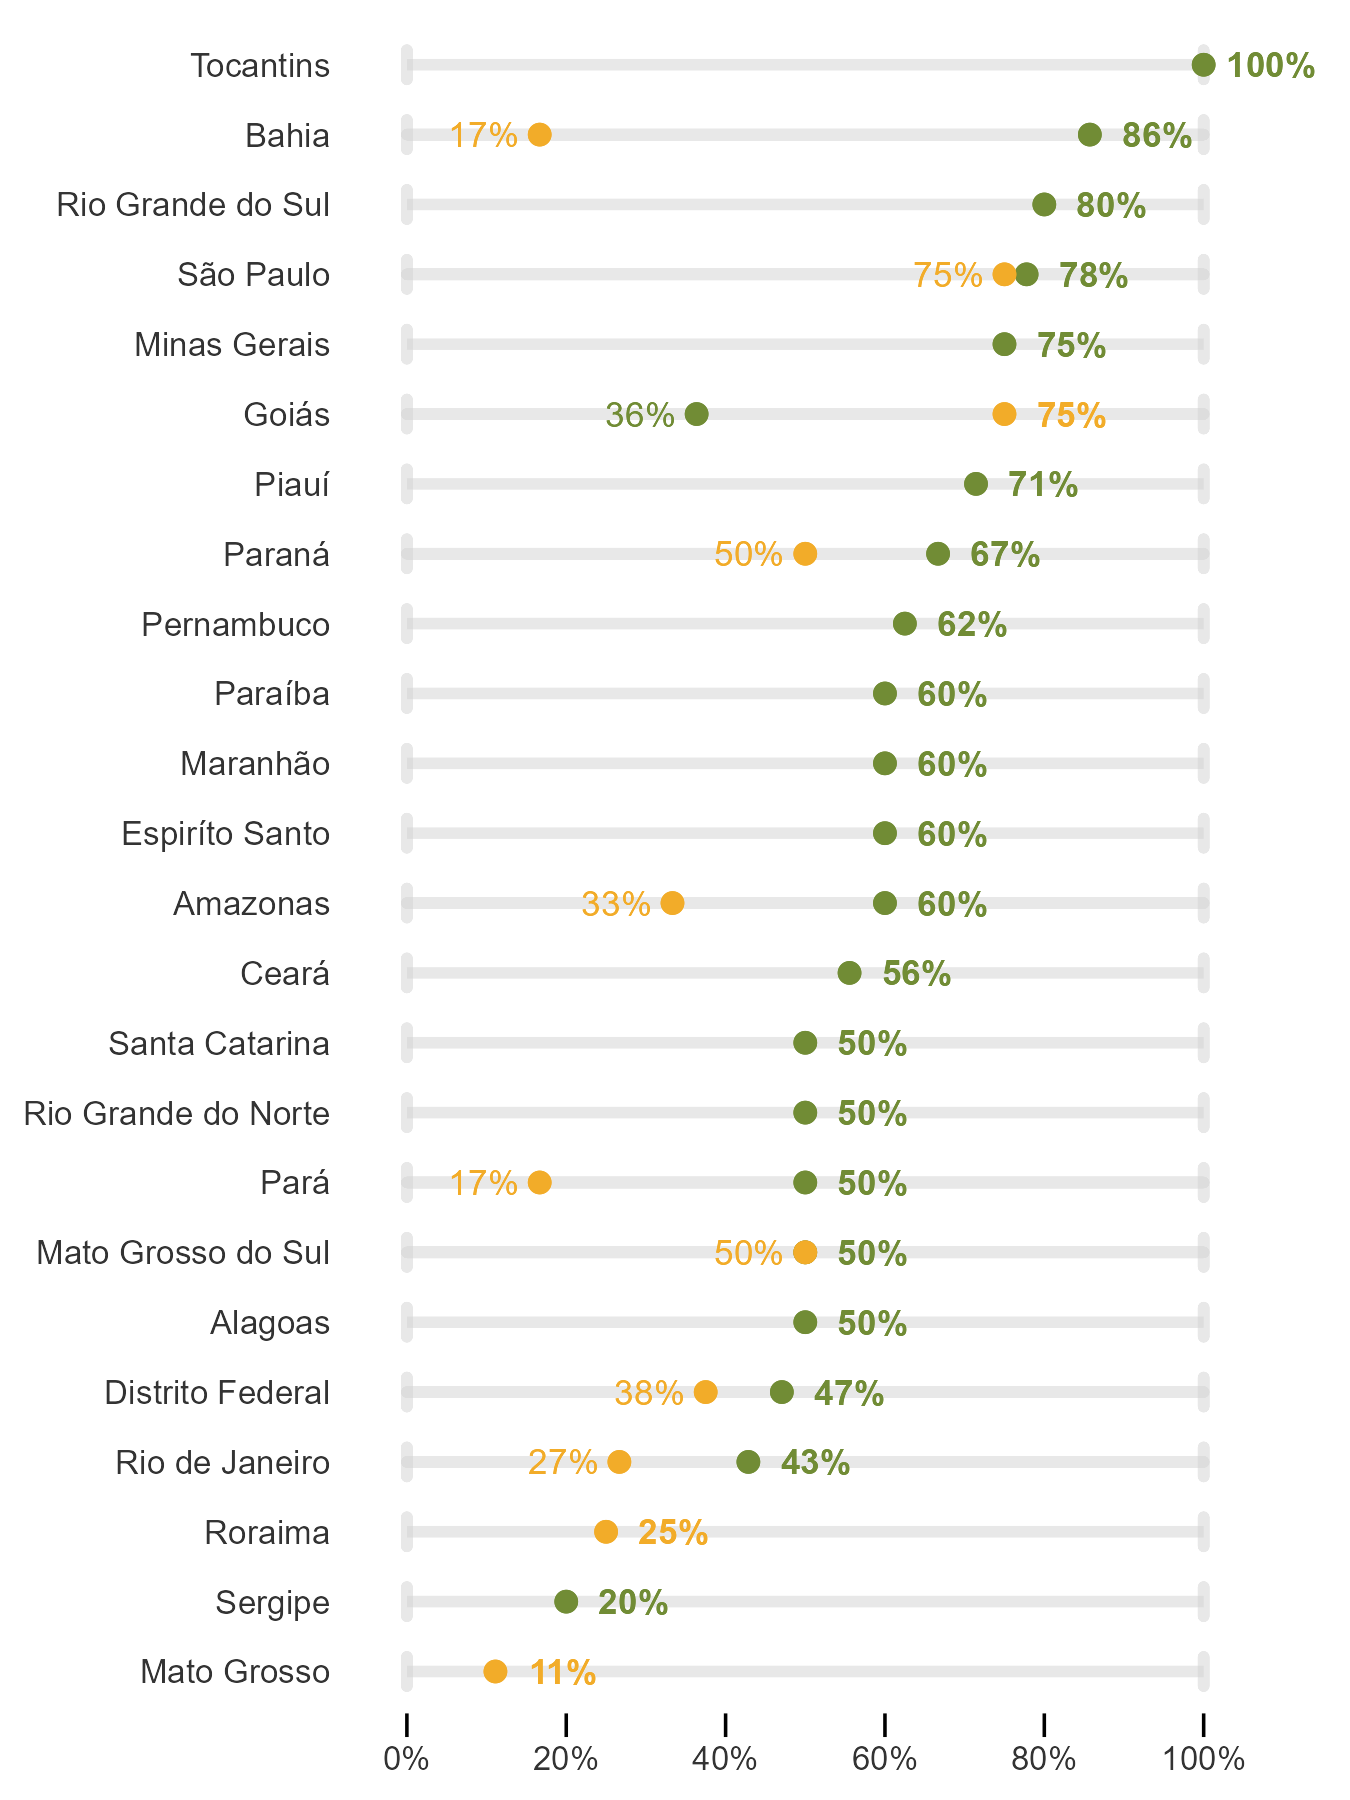 Tocantins 100%
Bahia 17% 86%
Rio Grande do Sul 80%
São Paulo 75% 78%
Minas Gerais 75%
Goiás 36% 75%
Piauí 71%
Paraná 50% 67%
Pernambuco 62%
Paraíba 60%
Maranhão 60%
Espiríto Santo 60%
Amazonas 33% 60%
Ceará 56%
Santa Catarina 50%
Rio Grande do Norte 50%
Pará 17% 50%
Mato Grosso do Sul 50% 50%
Alagoas 50%
Distrito Federal 38% 47%
Rio de Janeiro 27% 43%
Roraima 25%
Sergipe 20%
Mato Grosso 11%
0% 20% 40% 60% 80% 100%